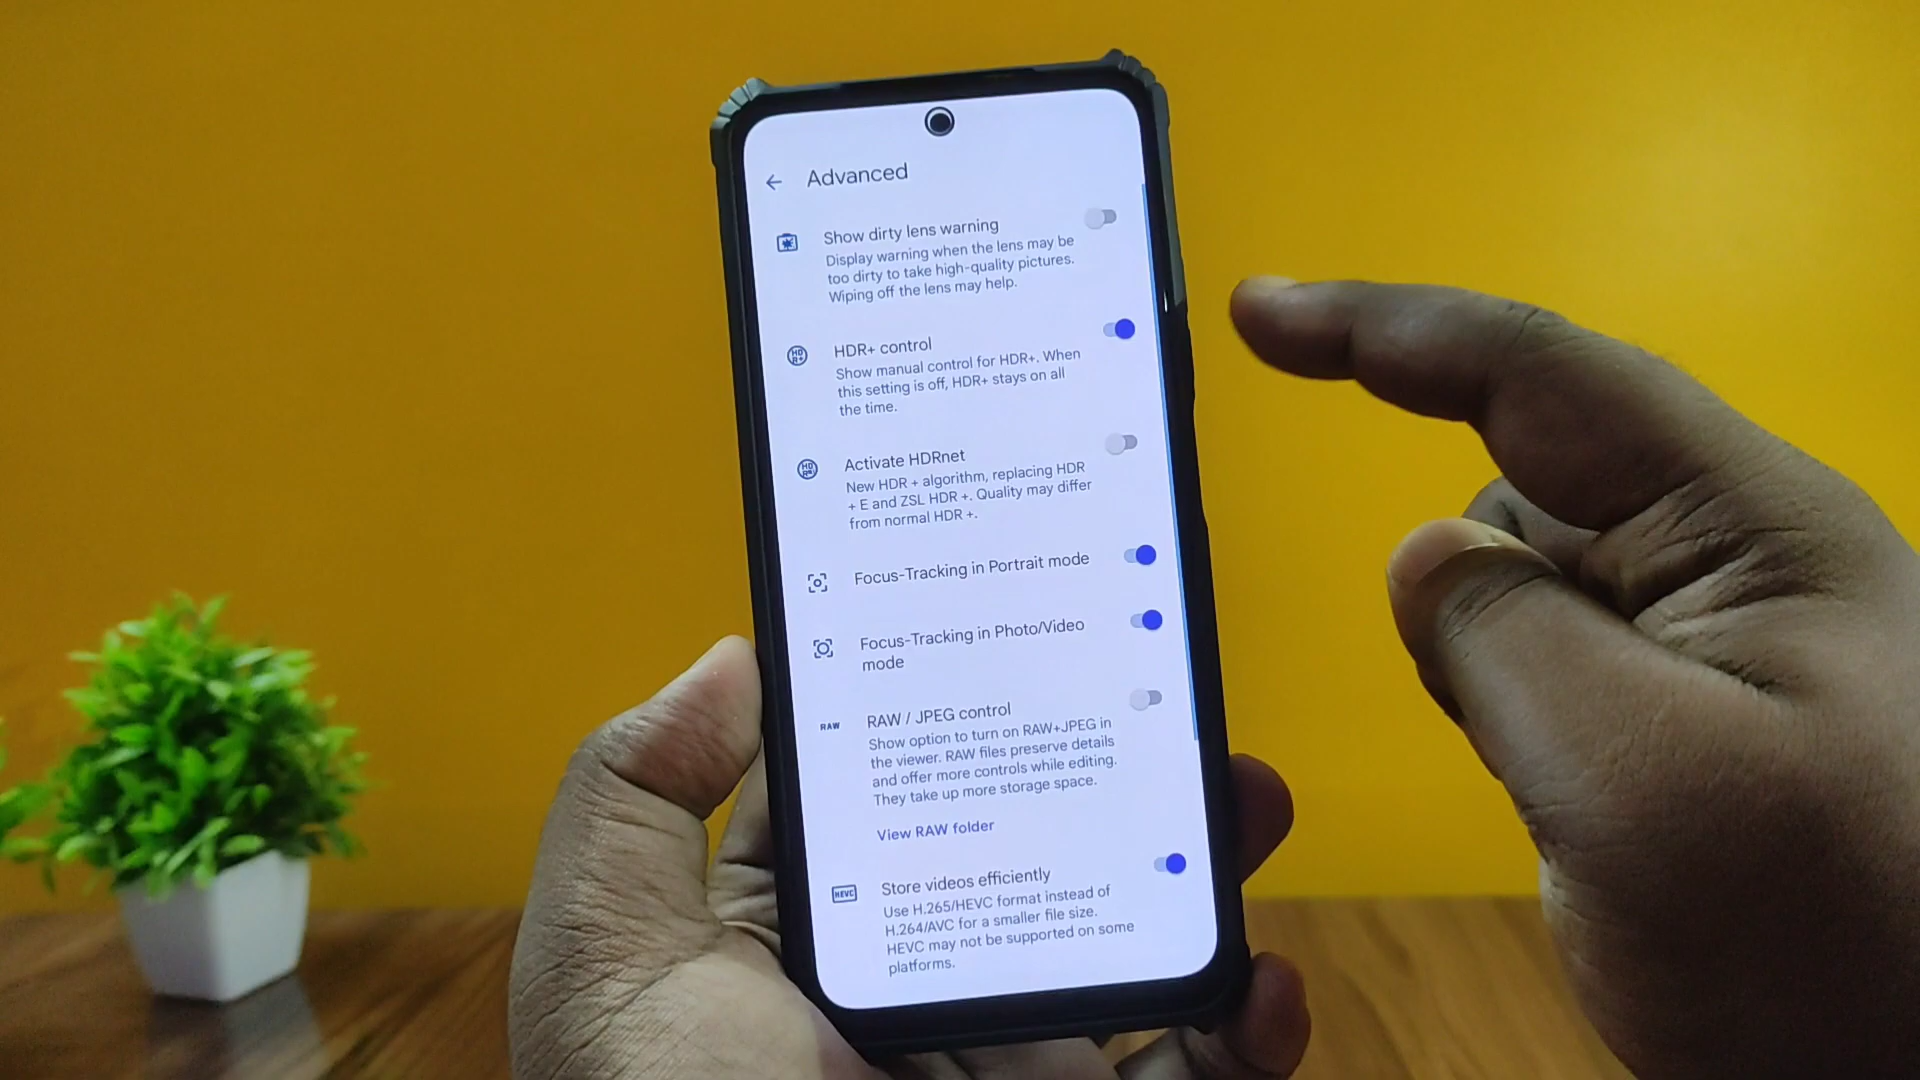 Advanced
Show dirty lens warning
Display warning when the lens may be
too dirty to take high-quality pictures.
Wiping off the lens may help.
HDR+ control
Show manual control for HDR+. When
this setting is off, HDR+ stays on all
the time.
Activate HDRnet
New HDR + algorithm, replacing HDR
+ E and ZSL HDR +. Quality may differ
from normal HDR +.
Focus-Tracking in Portrait mode
Focus-Tracking in Photo/Video
mode
RAW
RAW / JPEG control
Show option to turn on RAW+JPEG in
the viewer. RAW files preserve details
and offer more controls while editing.
They take up more storage space.
View RAW folder
HEVC
Store videos efficiently
Use H.265/HEVC format instead of
H.264/AVC for a smaller file size.
HEVC may not be supported on some
platforms.